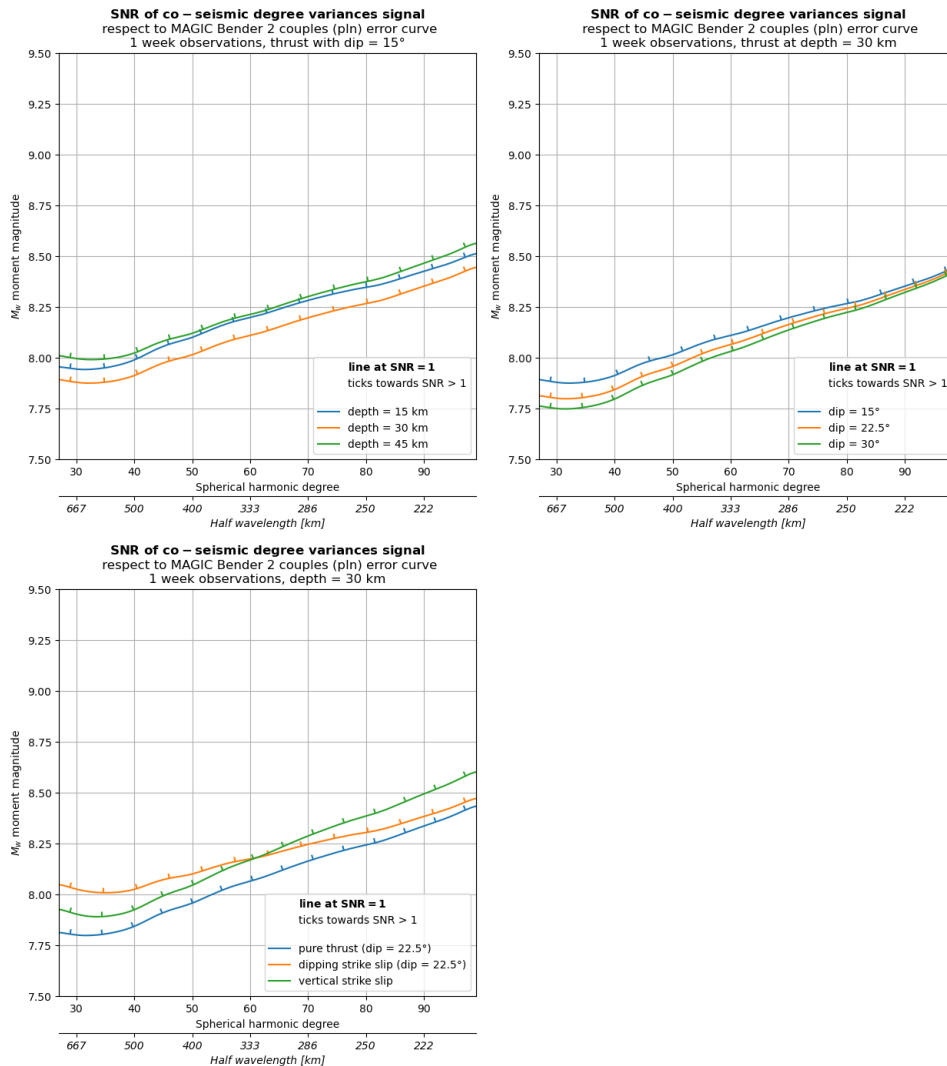 SNR of co − seismic degree variances signal
respect to MAGIC Bender 2 couples (pln) error curve
1 week observations, thrust with dip = 15°
9.50
9.25
9.00
8.75
8.50
8.25
8.00
7.75
7.50
Mw moment magnitude
line at SNR = 1
ticks towards SNR > 1
depth = 15 km
depth = 30 km
depth = 45 km
30 40 50 60 70 80 90
Spherical harmonic degree
667 500 400 333 286 250 222
Half wavelength [km]
SNR of co − seismic degree variances signal
respect to MAGIC Bender 2 couples (pln) error curve
1 week observations, thrust at depth = 30 km
9.50
9.25
9.00
8.75
8.50
8.25
8.00
7.75
7.50
Mw moment magnitude
line at SNR = 1
ticks towards SNR > 1
dip = 15°
dip = 22.5°
dip = 30°
30 40 50 60 70 80 90
Spherical harmonic degree
667 500 400 333 286 250 222
Half wavelength [km]
SNR of co − seismic degree variances signal
respect to MAGIC Bender 2 couples (pln) error curve
1 week observations, depth = 30 km
9.50
9.25
9.00
8.75
8.50
8.25
8.00
7.75
7.50
Mw moment magnitude
line at SNR = 1
ticks towards SNR > 1
pure thrust (dip = 22.5°)
dipping strike slip (dip = 22.5°)
vertical strike slip
30 40 50 60 70 80 90
Spherical harmonic degree
667 500 400 333 286 250 222
Half wavelength [km]